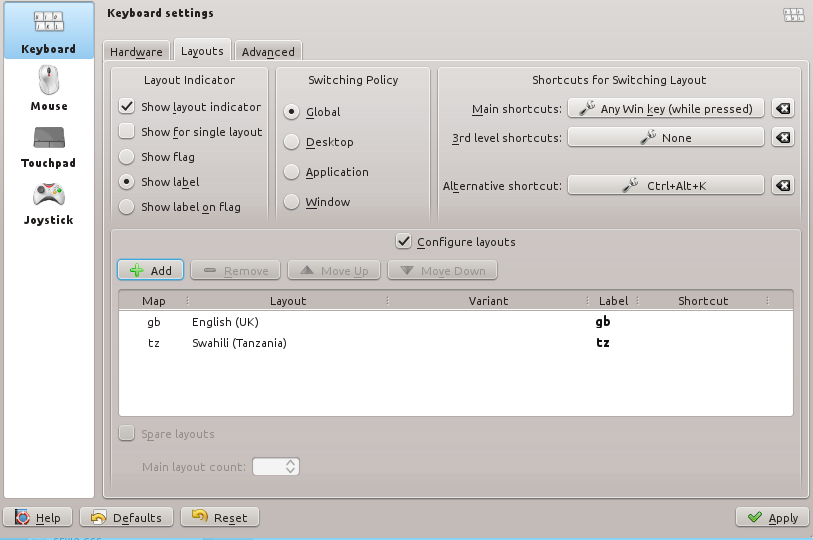 Keyboard settings
Keyboard
Mouse
Touchpad
Joystick
Hardware Layouts Advanced
Layout Indicator
Show layout indicator
Show for single layout
Show flag
Show label
Show label on flag
Switching Policy
Global
Desktop
Application
Window
Shortcuts for Switching Layout
Main shortcuts: Any Win key (while pressed)
3rd level shortcuts: None
Alternative shortcut: Ctrl+Alt+K
Configure layouts
Add Remove Move Up Move Down
Map Layout Variant Label Shortcut
gb English (UK) gb
tz Swahili (Tanzania) tz
Spare layouts
Main layout count:
Help Defaults Reset Apply